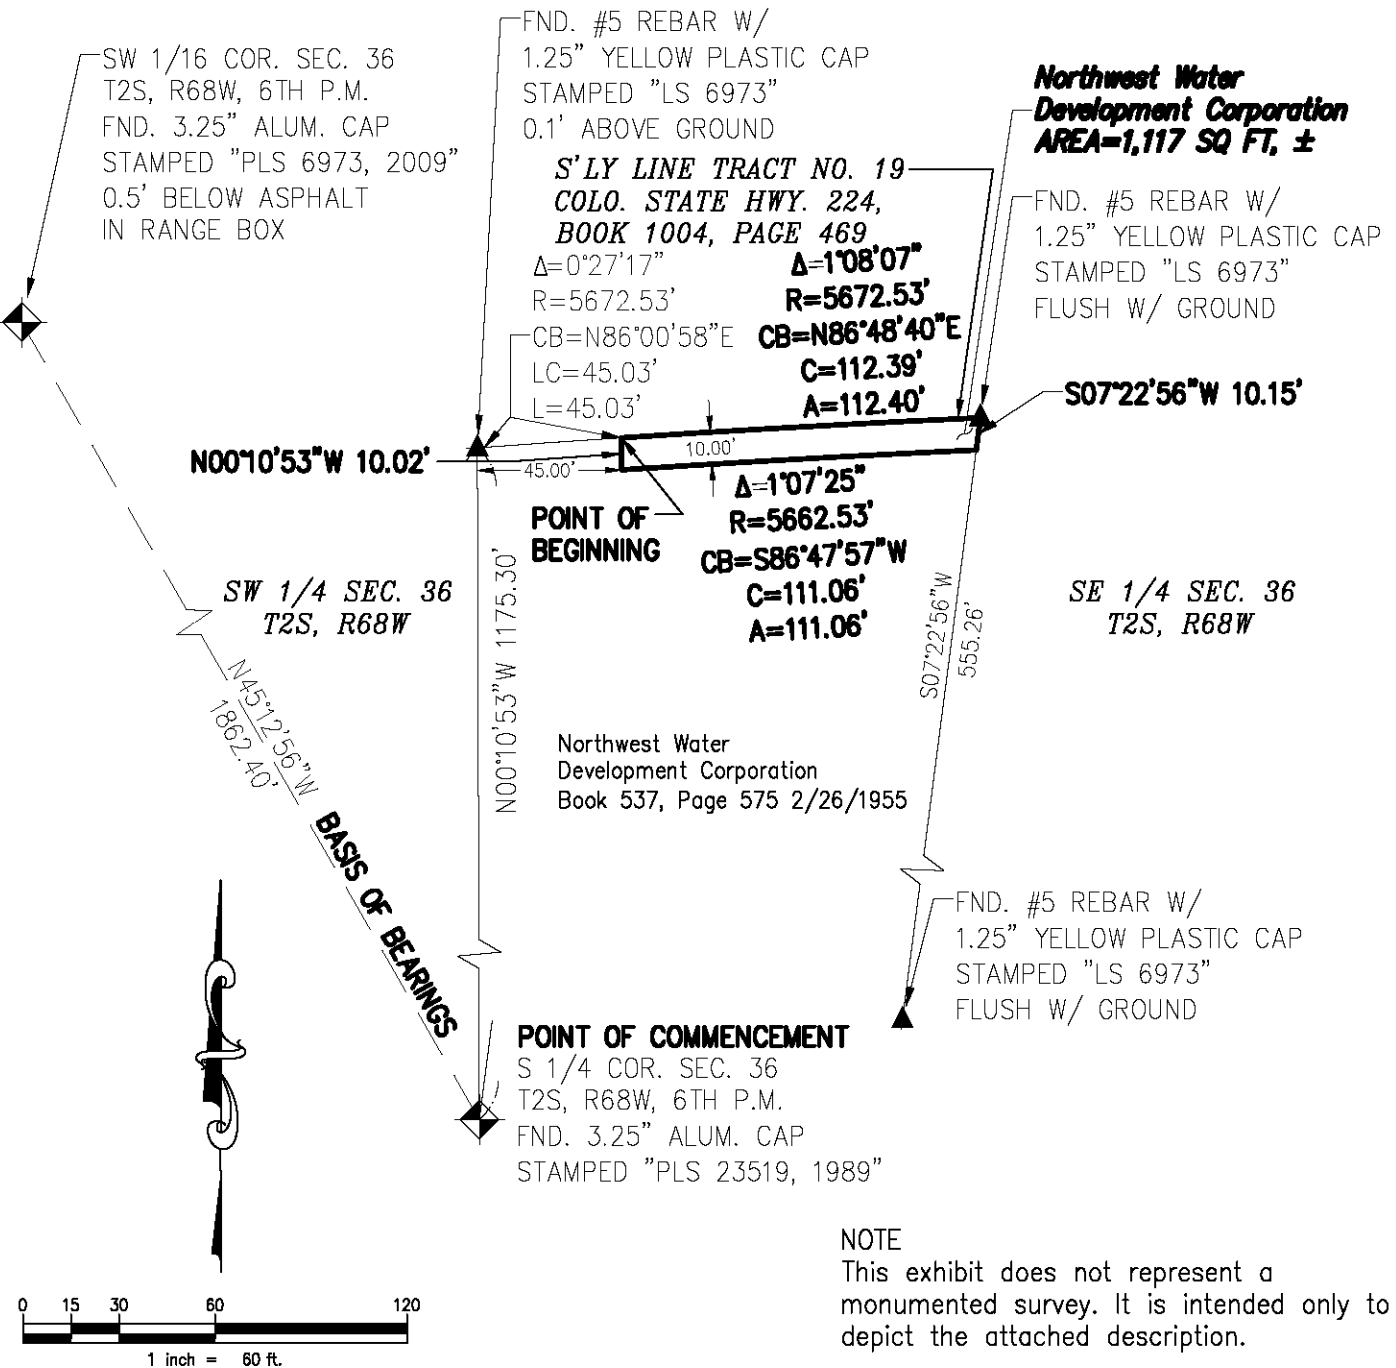 SW 1/16 COR. SEC. 36
T2S, R68W, 6TH P.M.
FND. 3.25" ALUM. CAP
STAMPED "PLS 6973, 2009"
0.5' BELOW ASPHALT
IN RANGE BOX
FND. #5 REBAR W/
1.25" YELLOW PLASTIC CAP
STAMPED "LS 6973"
0.1' ABOVE GROUND
Northwest Water
Development Corporation
AREA=1,117 SQ FT, ±
S'LY LINE TRACT NO. 19
COLO. STATE HWY. 224,
BOOK 1004, PAGE 469
FND. #5 REBAR W/
1.25" YELLOW PLASTIC CAP
STAMPED "LS 6973"
FLUSH W/ GROUND
Δ=0°27'17"
R=5672.53'
CB=N86°00'58"E
LC=45.03'
L=45.03'
Δ=1°08'07"
R=5672.53'
CB=N86°48'40"E
C=112.39'
A=112.40'
S07°22'56"W 10.15'
N00°10'53"W 10.02'
45.00'
10.00'
POINT OF
BEGINNING
Δ=1°07'25"
R=5662.53'
CB=S86°47'57"W
C=111.06'
A=111.06'
SW 1/4 SEC. 36
T2S, R68W
N00°10'53"W 1175.30'
S07°22'56"W
555.26'
SE 1/4 SEC. 36
T2S, R68W
N45°12'56"W
1862.40'
BASIS OF BEARINGS
Northwest Water
Development Corporation
Book 537, Page 575 2/26/1955
FND. #5 REBAR W/
1.25" YELLOW PLASTIC CAP
STAMPED "LS 6973"
FLUSH W/ GROUND
POINT OF COMMENCEMENT
S 1/4 COR. SEC. 36
T2S, R68W, 6TH P.M.
FND. 3.25" ALUM. CAP
STAMPED "PLS 23519, 1989"
NOTE
This exhibit does not represent a
monumented survey. It is intended only to
depict the attached description.
0 15 30 60 120
1 inch = 60 ft.